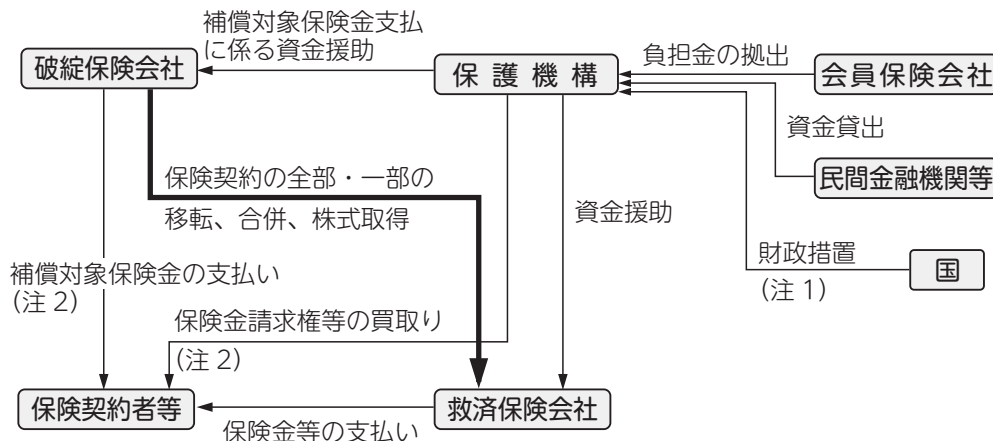 補償対象保険金支払
に係る資金援助
破綻保険会社
保護機構
負担金の拠出
会員保険会社
資金貸出
民間金融機関等
保険契約の全部・一部の
移転、合併、株式取得
資金援助
財政措置
(注 1)
国
補償対象保険金の支払い
(注 2)
保険金請求権等の買取り
(注 2)
保険契約者等
救済保険会社
保険金等の支払い